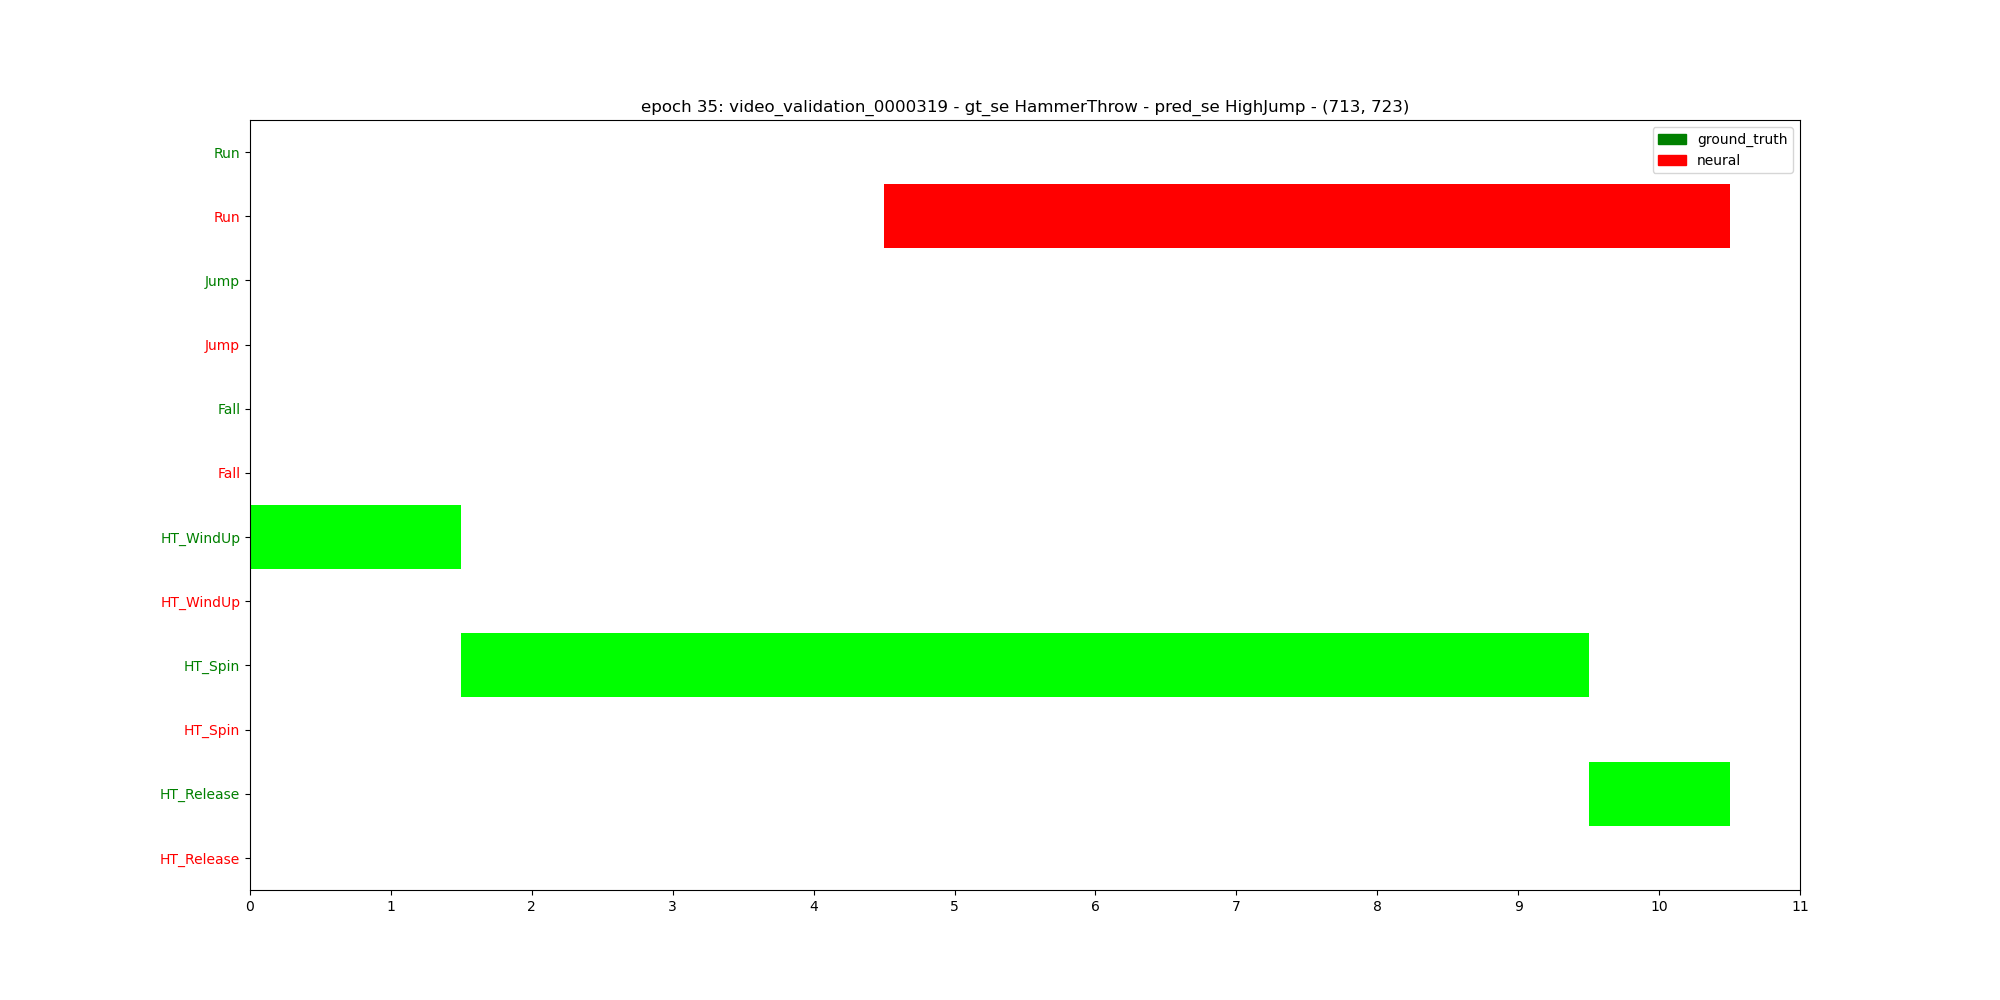 epoch 35: video_validation_0000319 - gt_se HammerThrow - pred_se HighJump - (713, 723)
ground_truth
neural
Run
Run
Jump
Jump
Fall
Fall
HT_WindUp
HT_WindUp
HT_Spin
HT_Spin
HT_Release
HT_Release
0 1 2 3 4 5 6 7 8 9 10 11